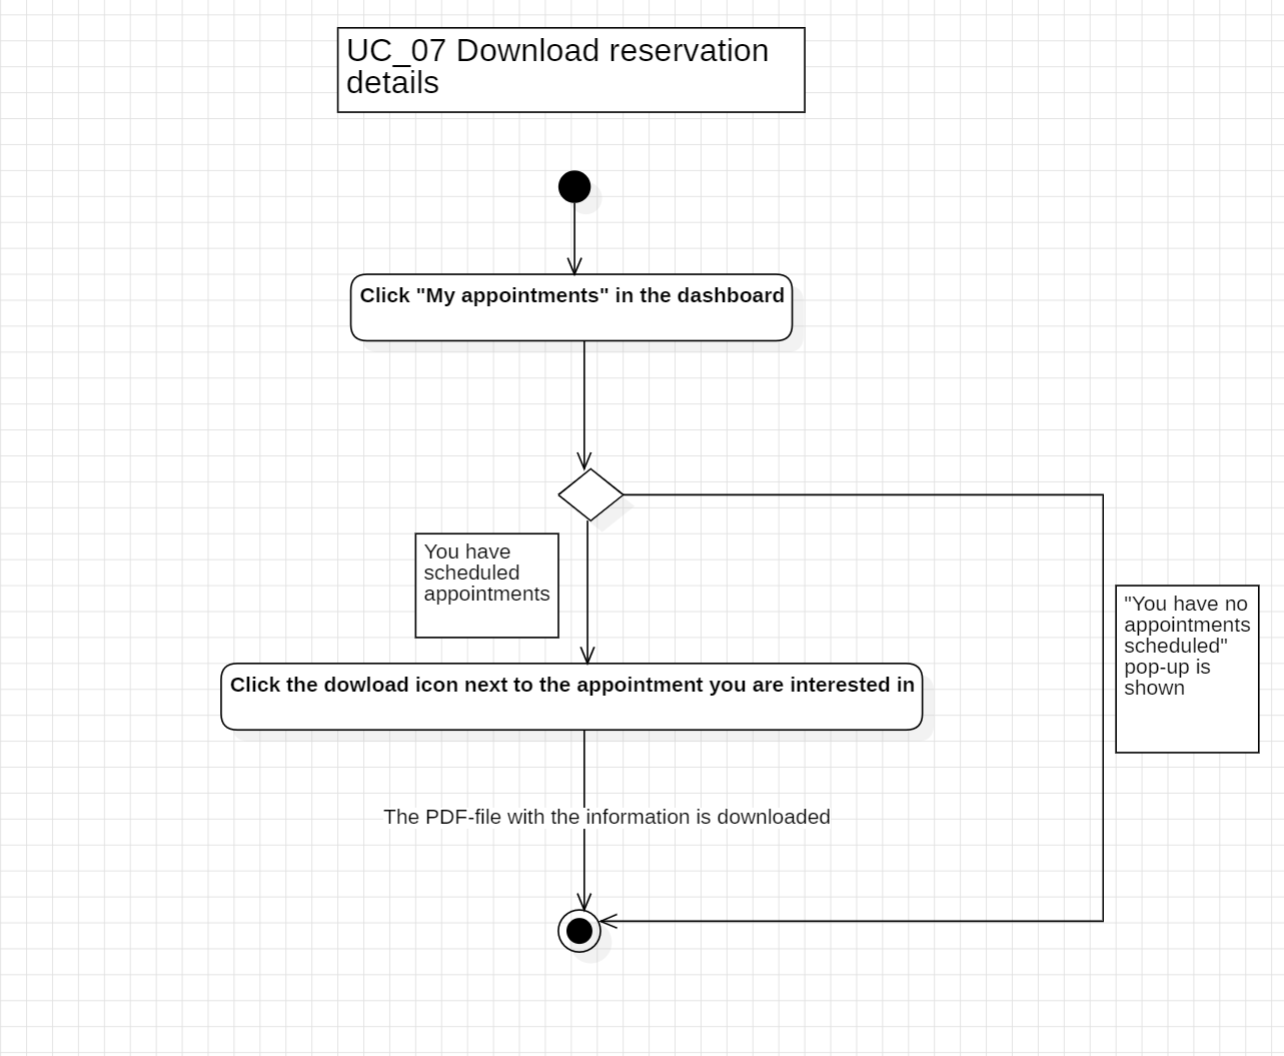 UC_07 Download reservation
details
Click "My appointments" in the dashboard
You have
scheduled
appointments
"You have no
appointments
scheduled"
pop-up is
shown
Click the dowload icon next to the appointment you are interested in
The PDF-file with the information is downloaded